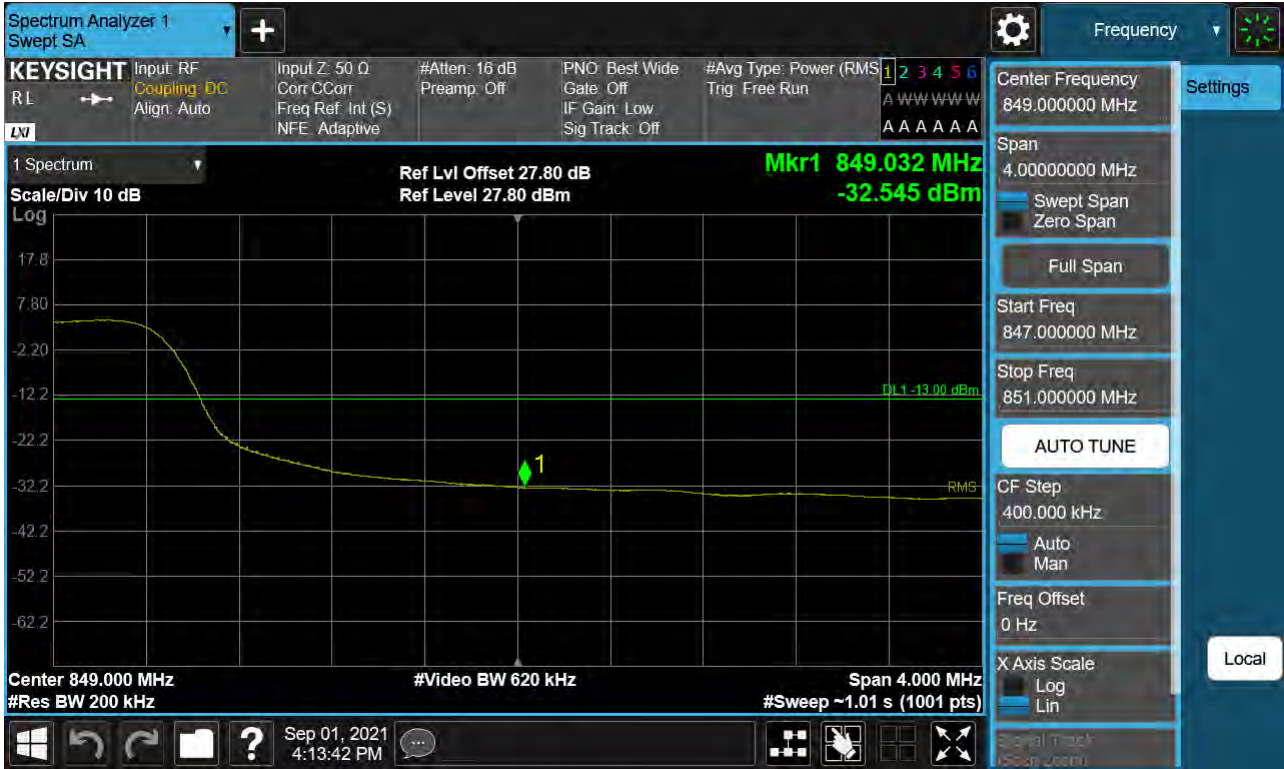 Spectrum Analyzer 1
Swept SA
Frequency
KEYSIGHT
Input: RF
Input Z: 50 Ω
#Atten: 16 dB
PNO: Best Wide
#Avg Type: Power (RMS
1 2 3 4 5 6
R L
Coupling: DC
Corr CCorr
Preamp: Off
Gate: Off
Trig: Free Run
Align: Auto
Freq Ref: Int (S)
IF Gain: Low
A W W W W W
LXI
NFE: Adaptive
Sig Track: Off
A A A A A A
1 Spectrum
Ref Lvl Offset 27.80 dB
Mkr1 849.032 MHz
Scale/Div 10 dB
Ref Level 27.80 dBm
-32.545 dBm
Log
17.8
7.80
-2.20
-12.2
DL1 -13.00 dBm
-22.2
1
-32.2
RMS
-42.2
-52.2
-62.2
Center 849.000 MHz
#Video BW 620 kHz
Span 4.000 MHz
#Res BW 200 kHz
#Sweep ~1.01 s (1001 pts)
?
Sep 01, 2021
4:13:42 PM
Center Frequency
849.000000 MHz
Settings
Span
4.00000000 MHz
Swept Span
Zero Span
Full Span
Start Freq
847.000000 MHz
Stop Freq
851.000000 MHz
AUTO TUNE
CF Step
400.000 kHz
Auto
Man
Freq Offset
0 Hz
X Axis Scale
Log
Lin
Local
Signal Track
(Span Zoom)